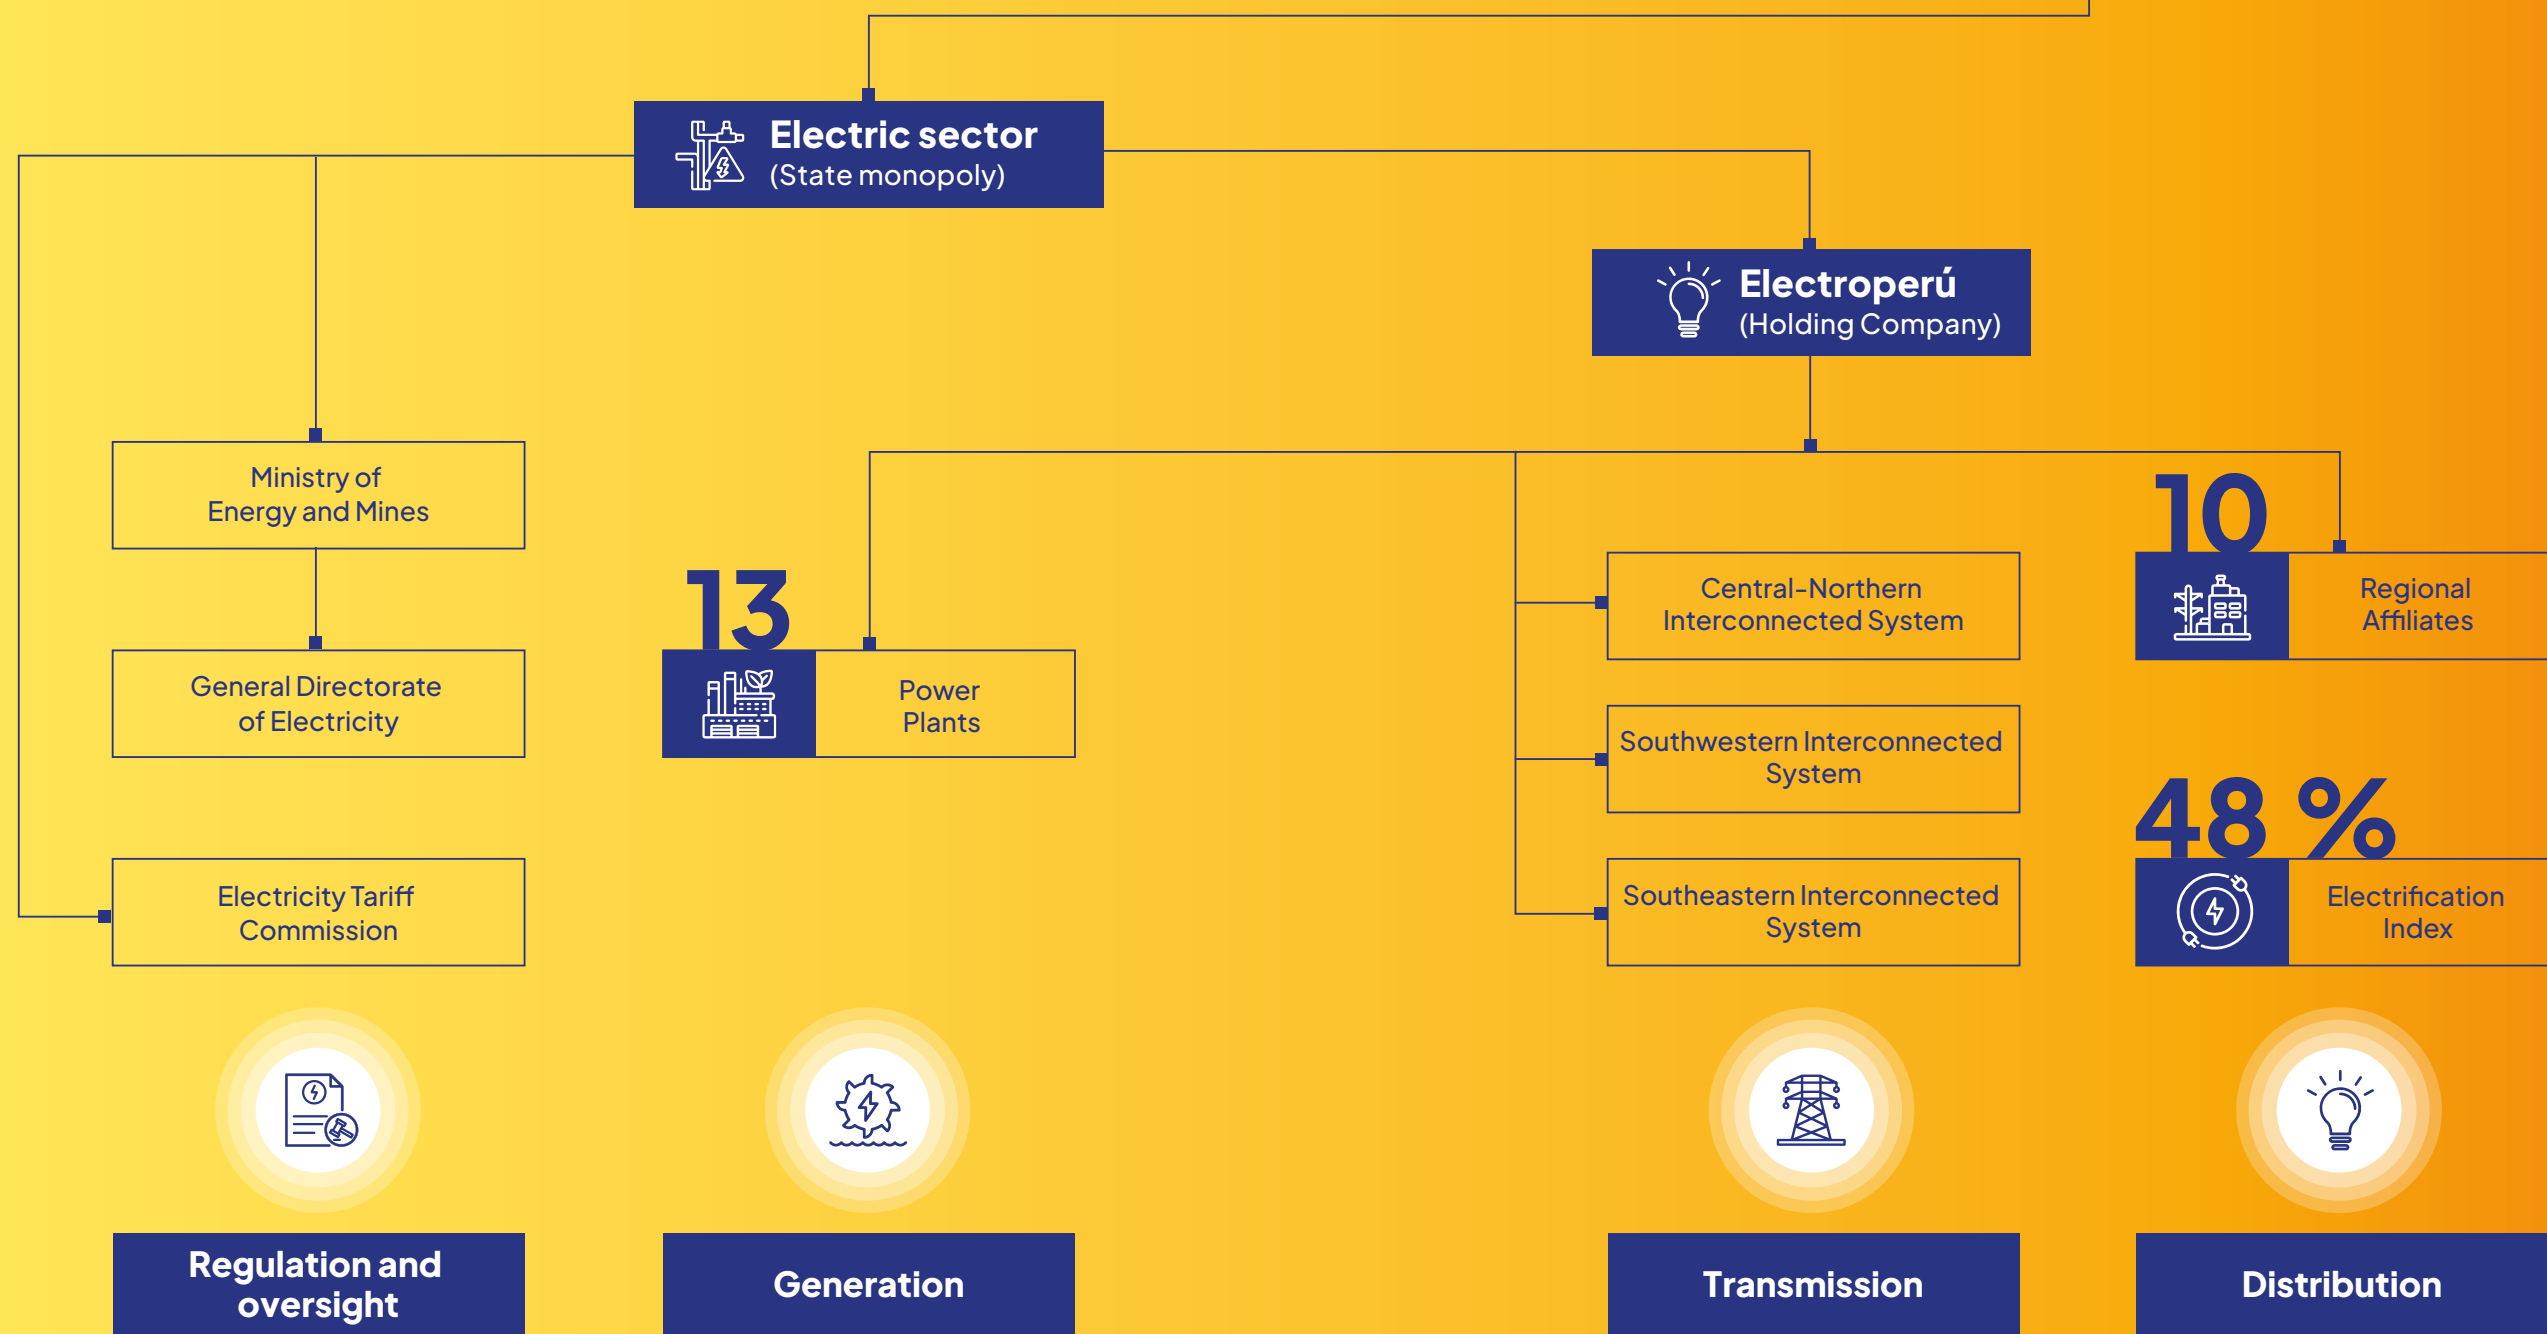 Electric sector
(State monopoly)
Electroperú
(Holding Company)
Ministry of
Energy and Mines
General Directorate
of Electricity
Electricity Tariff
Commission
13
Power
Plants
Central-Northern
Interconnected System
Southwestern Interconnected
System
Southeastern Interconnected
System
10
Regional
Affiliates
48 %
Electrification
Index
Regulation and
oversight
Generation
Transmission
Distribution